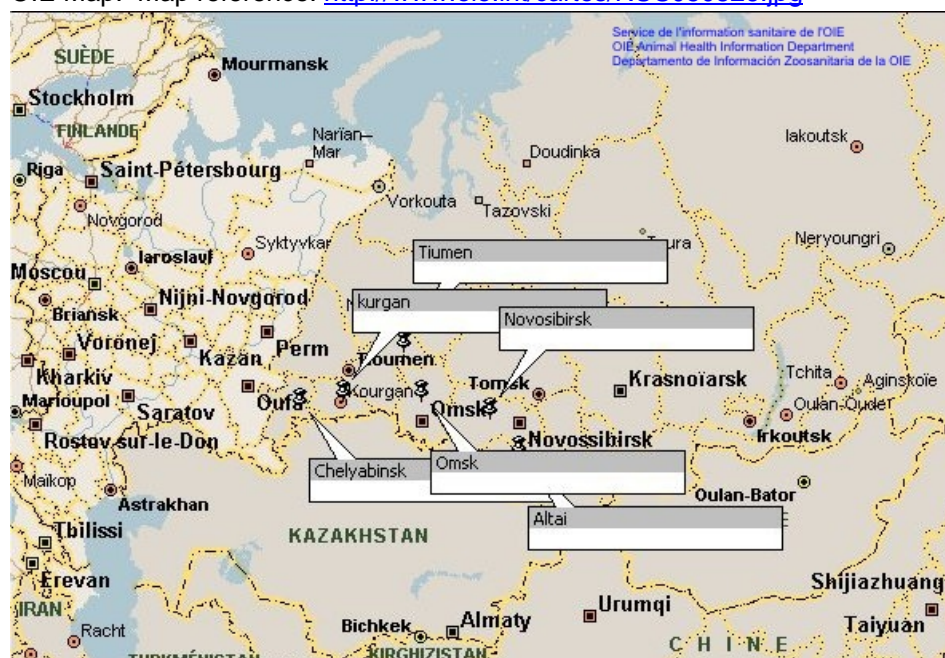 Service de l'information sanitaire de l'OIE
OIE Animal Health Information Department
Departamento de Información Zoosanitaria de la OIE
SUÈDE
Mourmansk
Stockholm
FINLANDE
Narïan–
Mar
Doudinka
Iakoutsk
Riga
Saint-Pétersbourg
Vorkouta
Tazovski
Novgorod
Syktyvkar
Neryoungri
Iaroslavl
Tiumen
Moscou
Nijni-Novgorod
kurgan
Briansk
Novosibirsk
Voronej
Kazan
Perm
Tioumen
Kharkiv
Kourgan
Tomsk
Krasnoïarsk
Tchita
Aginskoïe
Marioupol
Saratov
Oufa
Omsk
Oulan-Oudet
Irkoutsk
Rostov-sur-le-Don
Novossibirsk
Chelyabinsk
Omsk
Maikop
Astrakhan
Oulan-Bator
Altai
Tbilissi
KAZAKHSTAN
Erevan
Shijiazhuang
IRAN
Racht
Bichkek
Almaty
Urumqi
Taiyuan
KIRGHIZISTAN
CHINE